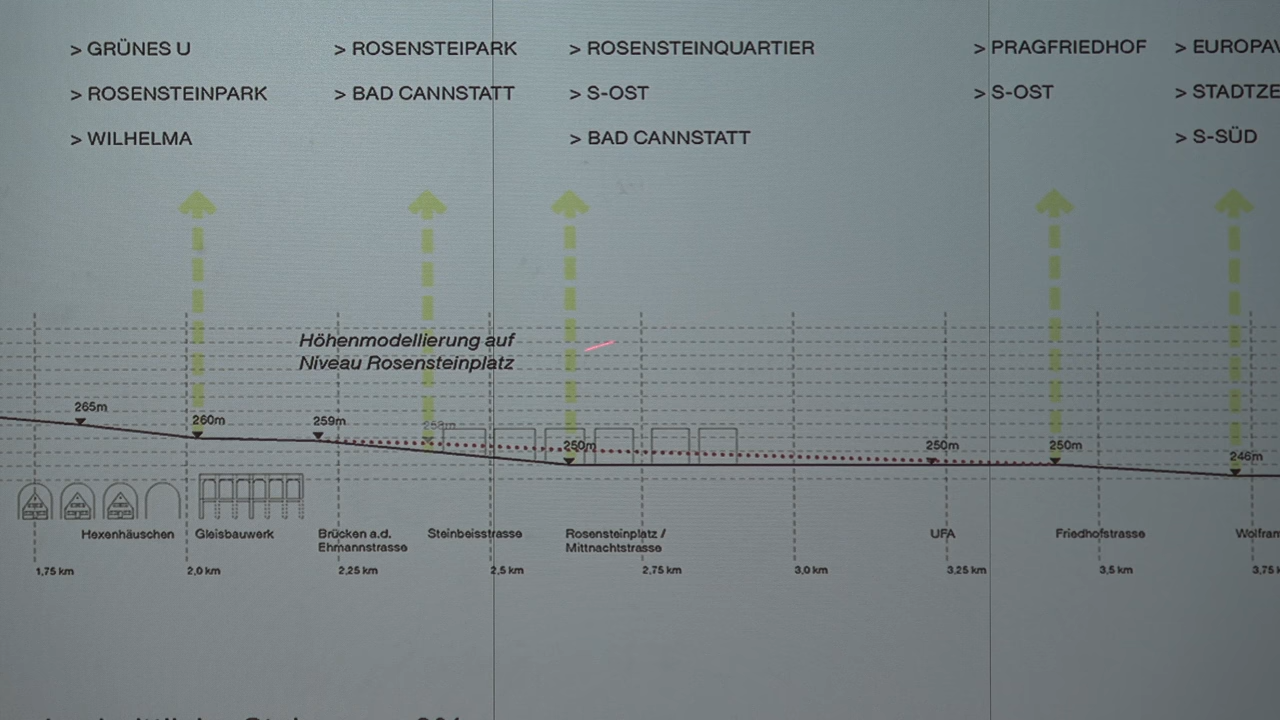 > GRÜNES U
> ROSENSTEINPARK
> WILHELMA
> ROSENSTEIPARK
> BAD CANNSTATT
> ROSENSTEINQUARTIER
> S-OST
> BAD CANNSTATT
> PRAGFRIEDHOF
> S-OST
>
>
> S-SÜD
Höhenmodellierung auf
Niveau Rosensteinplatz
265m
260m
259m
258m
250m
250m
250m
246m
Hexenhäuschen
Gleisbauwerk
Brücken a.d.
Ehmannstrasse
Steinbeisstrasse
Rosensteinplatz /
Mittnachtstrasse
UFA
Friedhofstrasse
1,75 km
2,0 km
2,25 km
2,5 km
2,75 km
3,0 km
3,25 km
3,5 km
3,75 k